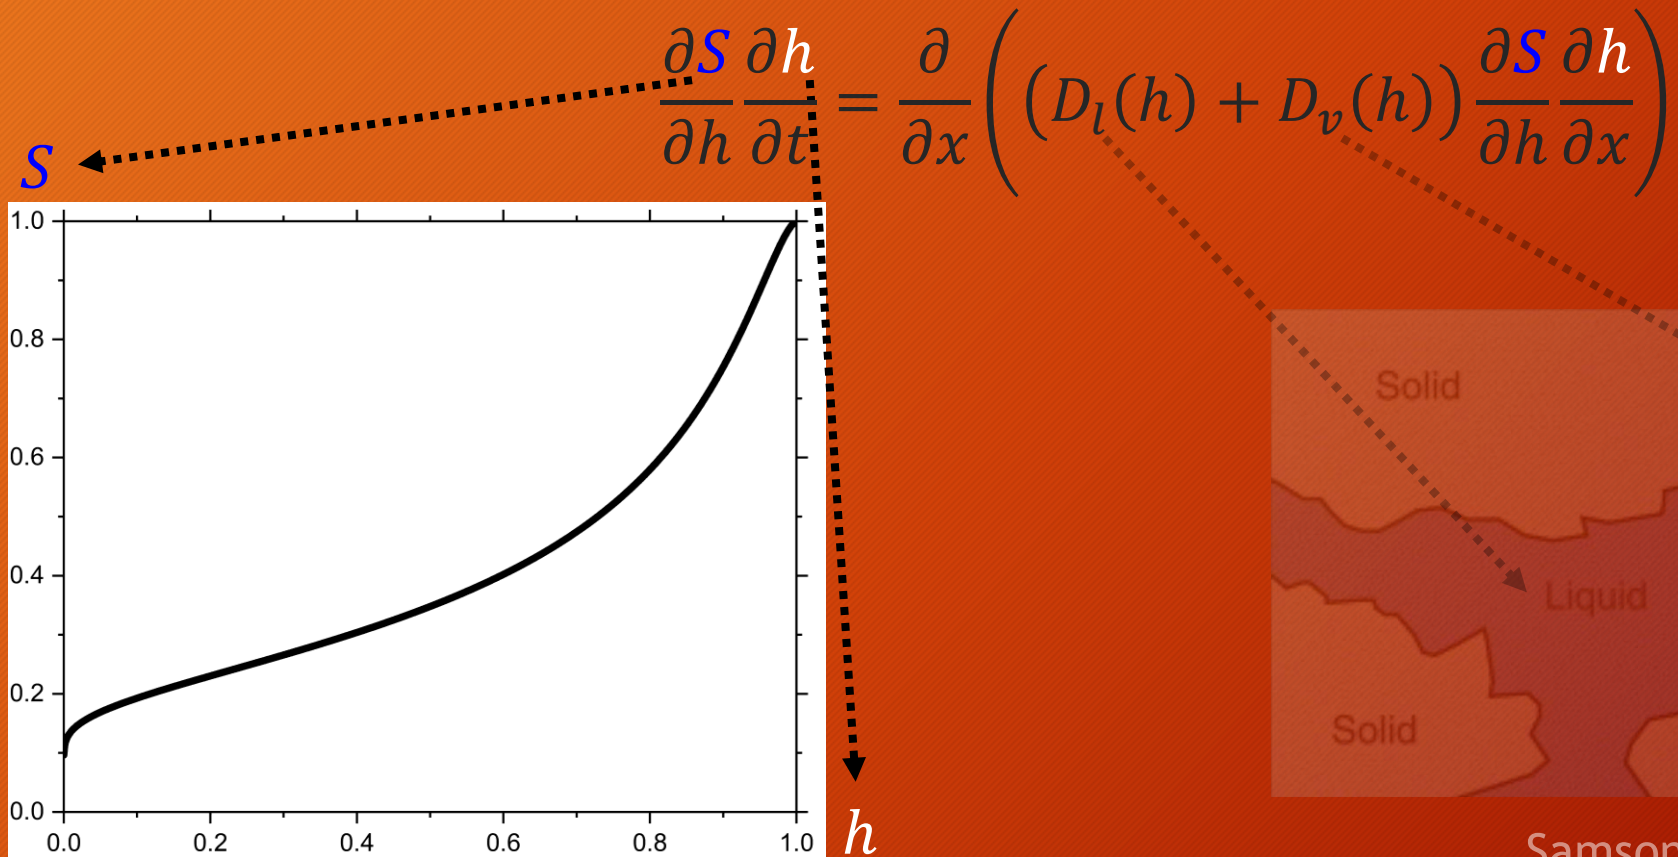 ∂S/∂h ∂h/∂t = ∂/∂x ((D_l(h) + D_v(h)) ∂S/∂h ∂h/∂x)
S
1.0
0.8
0.6
0.4
0.2
0.0
0.0 0.2 0.4 0.6 0.8 1.0
h
Solid
Liquid
Solid
Samson